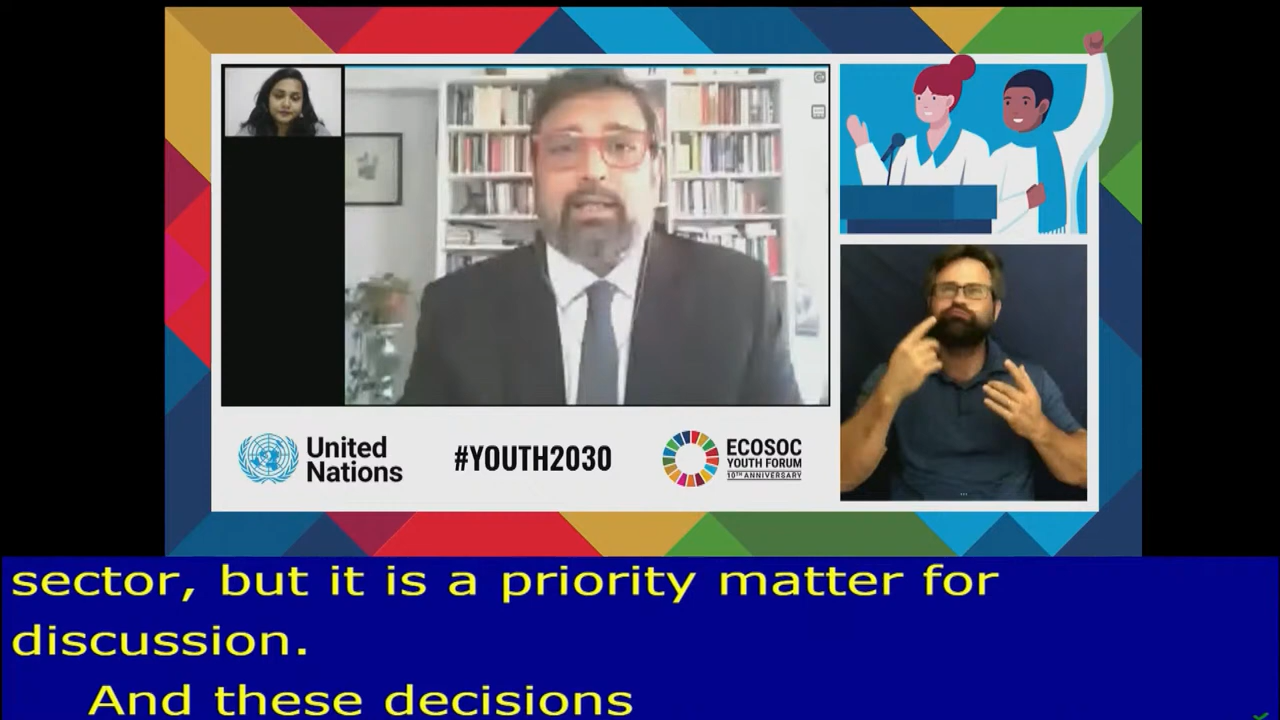 United
Nations
#YOUTH2030
ECOSOC
YOUTH FORUM
10TH ANNIVERSARY
sector, but it is a priority matter for
discussion.
And these decisions